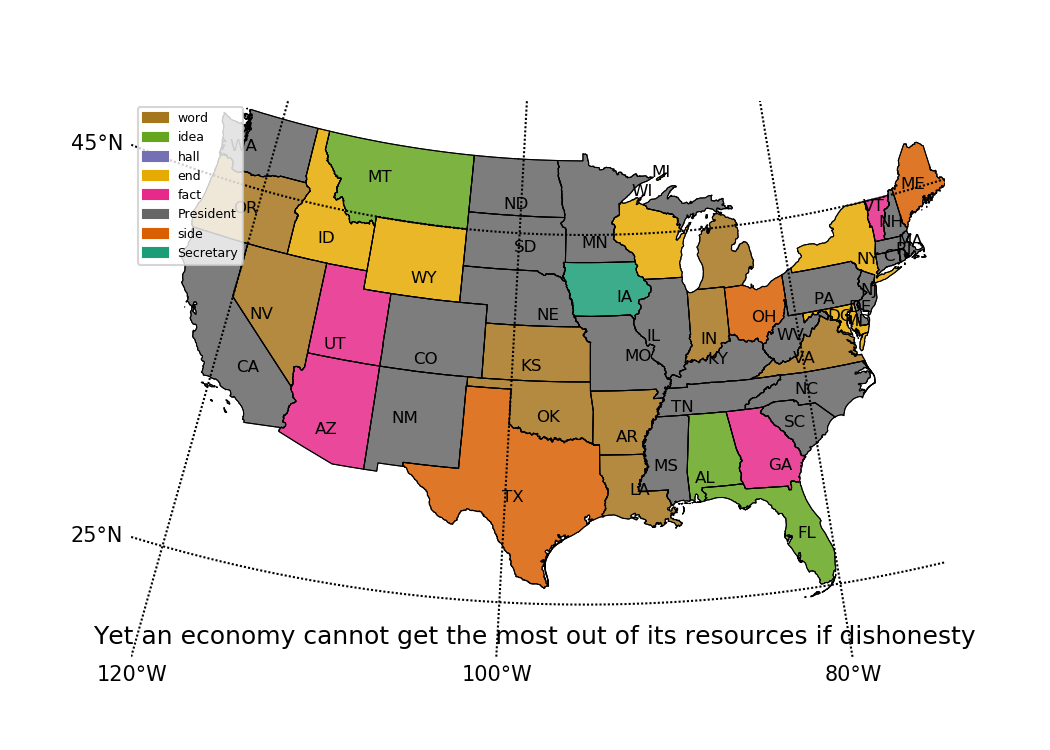 word
idea
hall
end
fact
President
side
Secretary
45°N
25°N
WA
OR
CA
NV
ID
MT
WY
UT
AZ
CO
NM
ND
SD
NE
KS
OK
TX
MN
IA
MO
AR
LA
WI
MI
IL
IN
OH
KY
TN
MS
AL
GA
FL
SC
NC
VA
WV
PA
NY
VT
NH
ME
MA
CT
NJ
DE
Yet an economy cannot get the most out of its resources if dishonesty
120°W 100°W 80°W